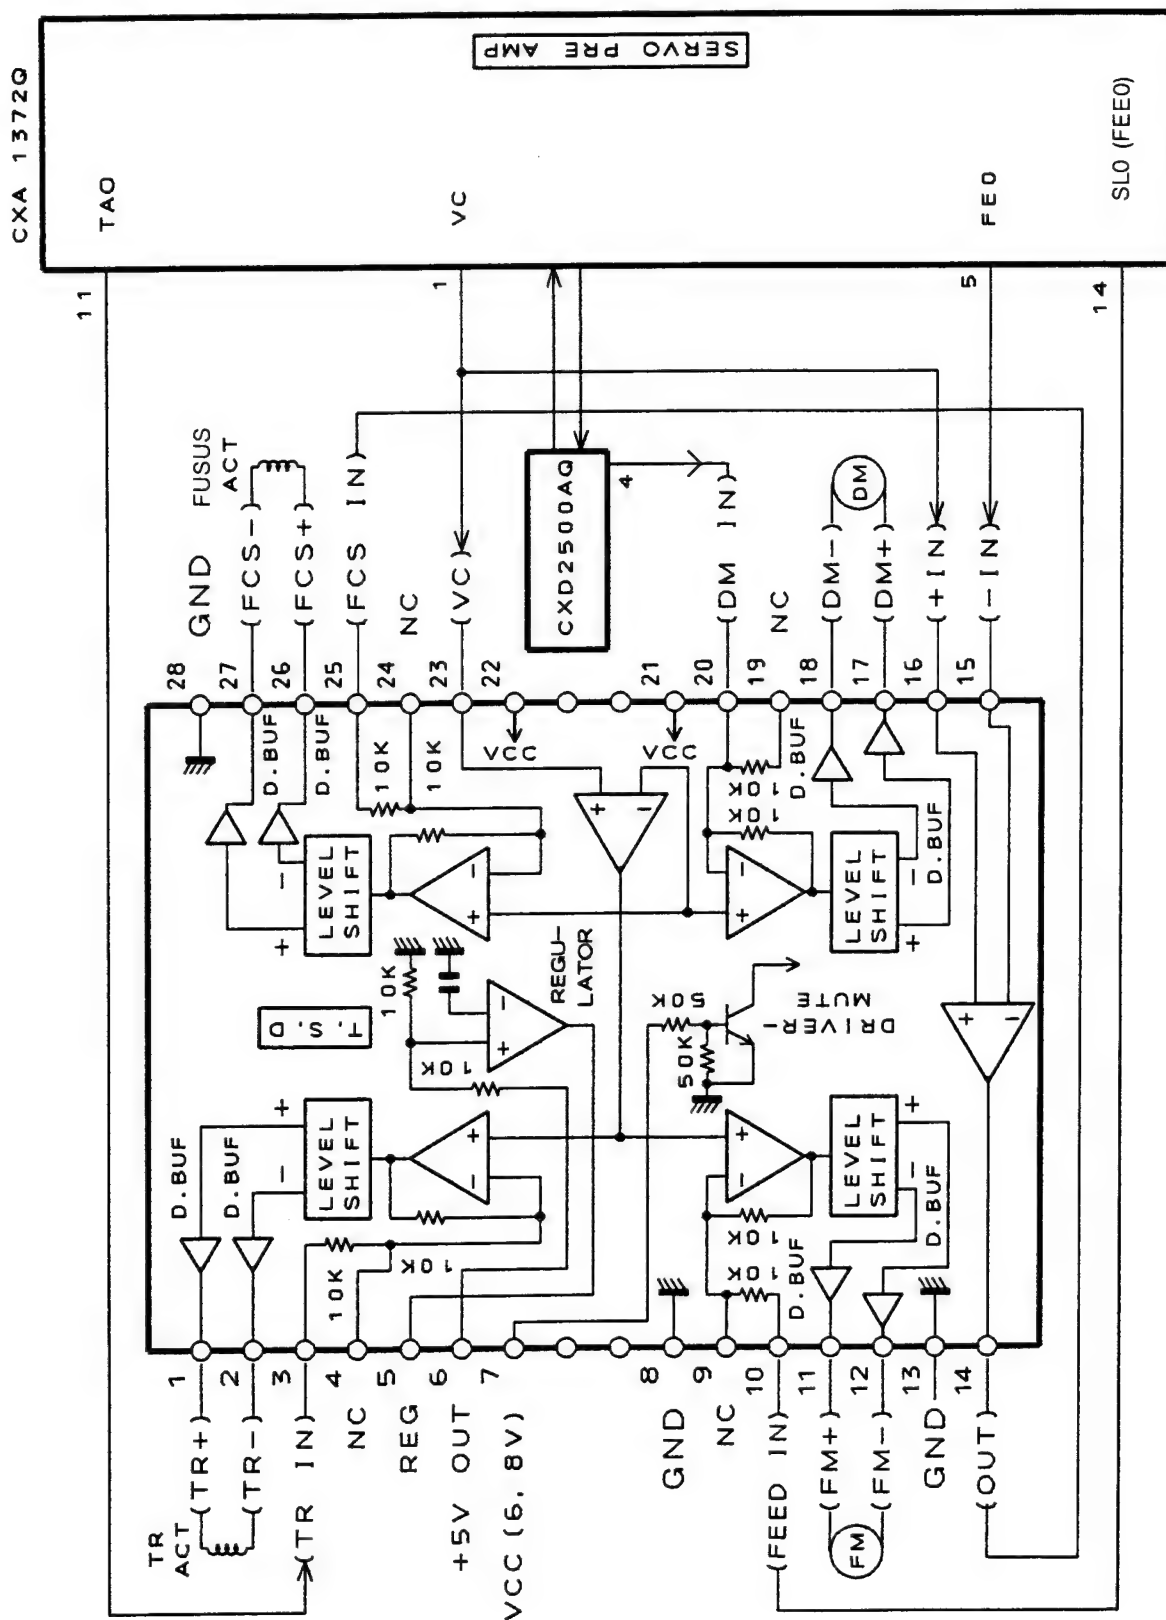 CXA 1372Q
SERVO PRE AMP
TAO
VC
FEO
SLO (FEEO)
11
1
5
14
FUSUS
ACT
GND
(FCS-)
(FCS+)
(FCS IN)
NC
(VC)
CXD2500AQ
4
(DM IN)
NC
(DM-)
DM
(DM+)
(+IN)
(-IN)
28
27
26
25
24
23
22
21
20
19
18
17
16
15
D.BUF
D.BUF
10K
10K
VCC
VCC
10K
10K
D.BUF
D.BUF
LEVEL
SHIFT
- +
+ -
- +
- +
LEVEL
SHIFT
- +
+ -
T.S.D
10K
- +
REGU-
LATOR
10K
50K
50K
DRIVER-
MUTE
LEVEL
SHIFT
+ -
+ -
+ -
LEVEL
SHIFT
+ -
D.BUF
D.BUF
10K
10K
10K
10K
D.BUF
D.BUF
1
2
3
4
5
6
7
8
9
10
11
12
13
14
TR
ACT
(TR+)
(TR-)
(TR IN)
NC
REG
+5V OUT
VCC (6.8V)
GND
NC
(FEED IN)
(FM+)
FM
(FM-)
GND
(OUT)